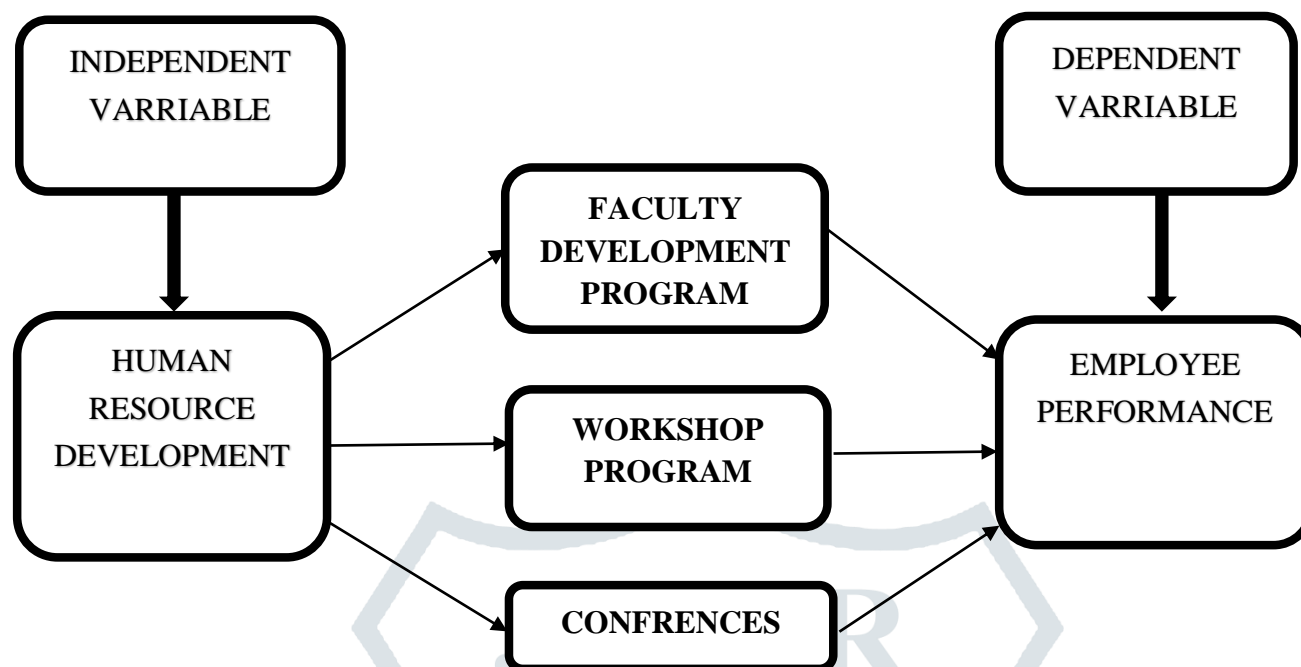 INDEPENDENT
VARRIABLE
DEPENDENT
VARRIABLE
FACULTY
DEVELOPMENT
PROGRAM
HUMAN
RESOURCE
DEVELOPMENT
EMPLOYEE
PERFORMANCE
WORKSHOP
PROGRAM
CONFRENCES